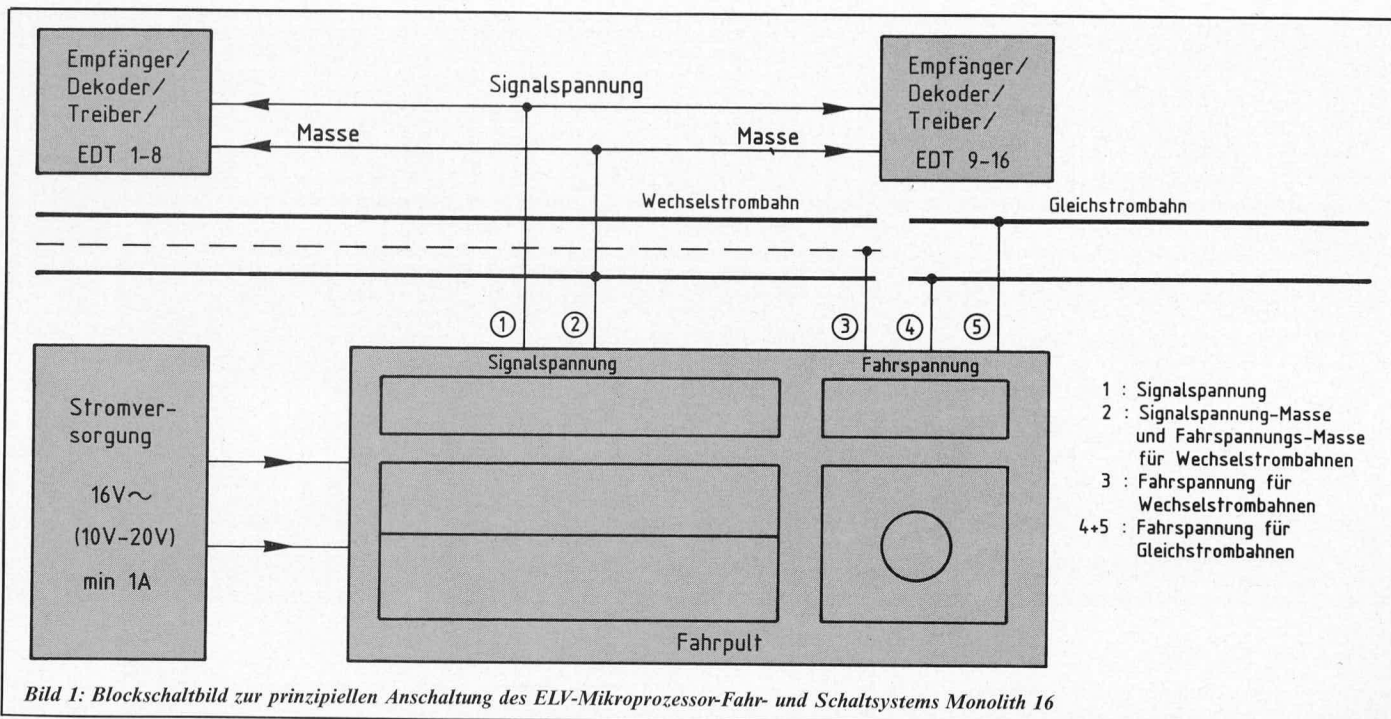 Empfänger/
Dekoder/
Treiber/
EDT 1-8
Signalspannung
Masse
Masse
Empfänger/
Dekoder/
Treiber/
EDT 9-16
Wechselstrombahn
Gleichstrombahn
① ② ③ ④ ⑤
Signalspannung
Fahrspannung
Stromver-
sorgung
16V~
(10V-20V)
min 1A
Fahrpult
1 : Signalspannung
2 : Signalspannung-Masse
und Fahrspannungs-Masse
für Wechselstrombahnen
3 : Fahrspannung für
Wechselstrombahnen
4+5 : Fahrspannung für
Gleichstrombahnen
Bild 1: Blockschaltbild zur prinzipiellen Anschaltung des ELV-Mikroprozessor-Fahr- und Schaltsystems Monolith 16